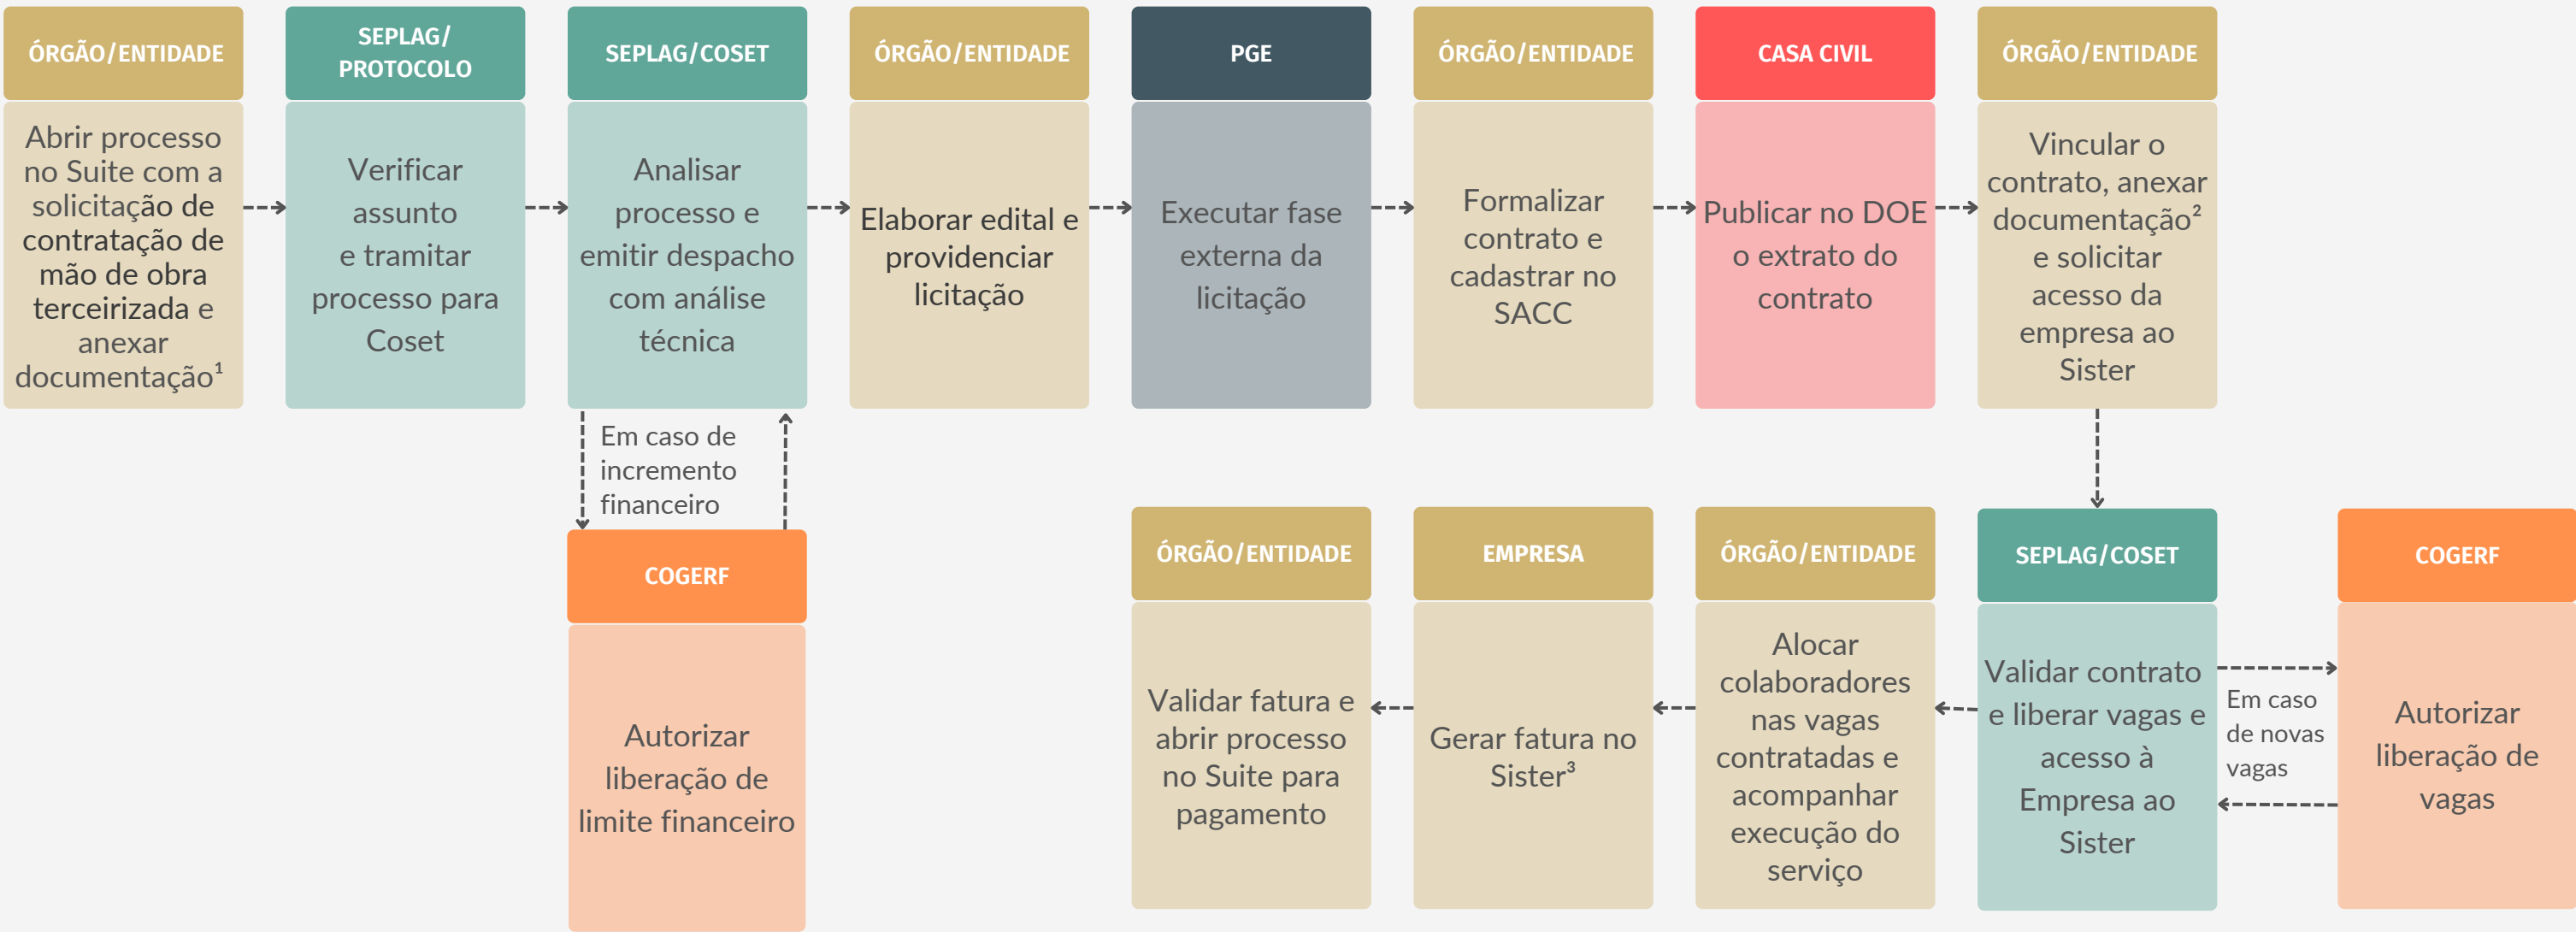 ÓRGÃO/ENTIDADE
Abrir processo
no Suite com a
solicitação de
contratação de
mão de obra
terceirizada e
anexar
documentação¹
SEPLAG/
PROTOCOLO
Verificar
assunto
e tramitar
processo para
Coset
SEPLAG/COSET
Analisar
processo e
emitir despacho
com análise
técnica
Em caso de
incremento
financeiro
COGERF
Autorizar
liberação de
limite financeiro
ÓRGÃO/ENTIDADE
Elaborar edital e
providenciar
licitação
PGE
Executar fase
externa da
licitação
ÓRGÃO/ENTIDADE
Formalizar
contrato e
cadastrar no
SACC
CASA CIVIL
Publicar no DOE
o extrato do
contrato
ÓRGÃO/ENTIDADE
Vincular o
contrato, anexar
documentação²
e solicitar
acesso da
empresa ao
Sister
SEPLAG/COSET
Validar contrato
e liberar vagas e
acesso à
Empresa ao
Sister
Em caso
de novas
vagas
COGERF
Autorizar
liberação de
vagas
ÓRGÃO/ENTIDADE
Alocar
colaboradores
nas vagas
contratadas e
acompanhar
execução do
serviço
EMPRESA
Gerar fatura no
Sister³
ÓRGÃO/ENTIDADE
Validar fatura e
abrir processo
no Suite para
pagamento